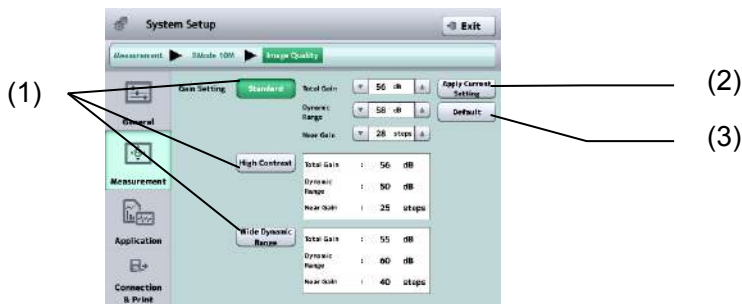 System Setup
Exit
Measurement ▶ BMode 10M ▶ Image Quality
(1)
(2)
(3)
General
Measurement
Application
Connection
& Print
Gain Setting
Standard
Total Gain 56 dB
Dynamic
Range 58 dB
Near Gain 28 steps
Apply Current
Setting
Default
High Contrast
Total Gain : 56 dB
Dynamic
Range : 50 dB
Near Gain : 25 steps
Wide Dynamic
Range
Total Gain : 55 dB
Dynamic
Range : 60 dB
Near Gain : 40 steps